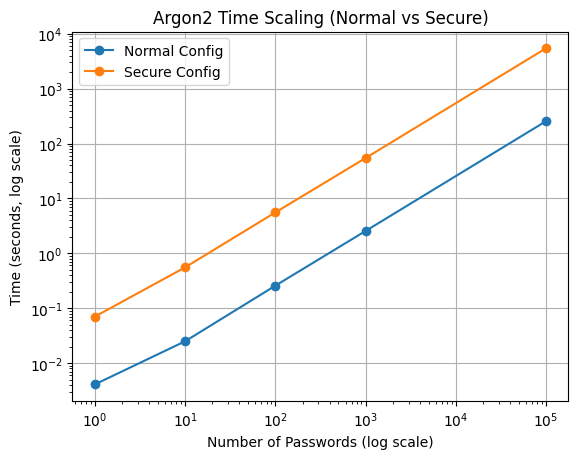 Argon2 Time Scaling (Normal vs Secure)
Normal Config
Secure Config
Time (seconds, log scale)
10⁴
10³
10²
10¹
10⁰
10⁻¹
10⁻²
10⁰ 10¹ 10² 10³ 10⁴ 10⁵
Number of Passwords (log scale)